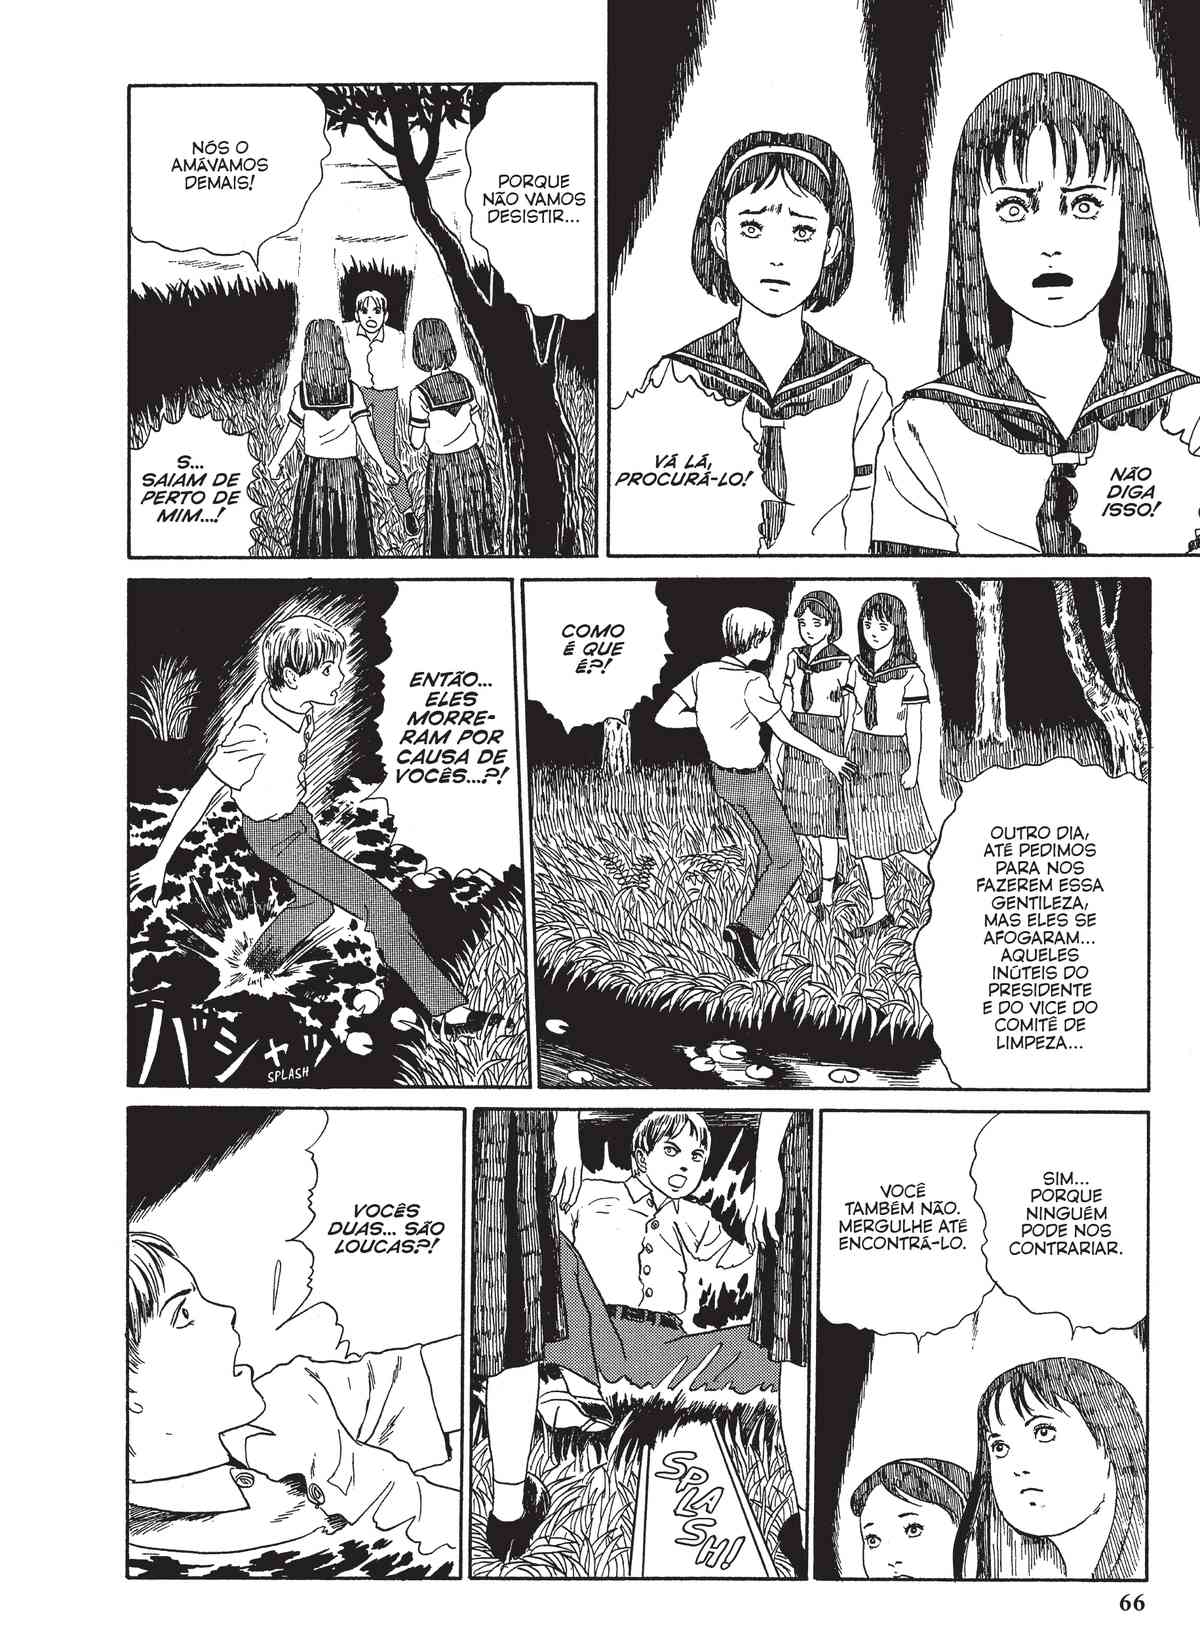 NÃO
DIGA
ISSO!
VÁ LÁ,
PROCURÁ-LO!
PORQUE
NÃO VAMOS
DESISTIR...
NÓS O
AMÁVAMOS
DEMAIS!
S...
SAIAM DE
PERTO DE
MIM...!
COMO
É QUE
É?!
OUTRO DIA,
ATÉ PEDIMOS
PARA NOS
FAZEREM ESSA
GENTILEZA,
MAS ELES SE
AFOGARAM...
AQUELES
INÚTEIS DO
PRESIDENTE
E DO VICE DO
COMITÊ DE
LIMPEZA...
ENTÃO...
ELES
MORRE-
RAM POR
CAUSA DE
VOCÊS...?!
バシャッ
SPLASH
SIM...
PORQUE
NINGUÉM
PODE NOS
CONTRARIAR.
VOCÊ
TAMBÉM NÃO.
MERGULHE ATÉ
ENCONTRÁ-LO.
SPLASH!
VOCÊS
DUAS... SÃO
LOUCAS?!
66